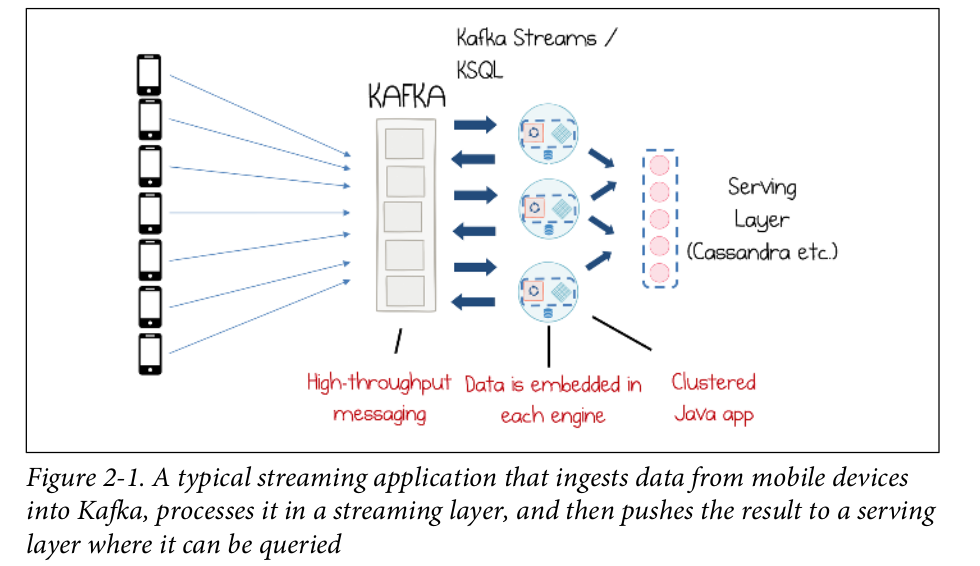 Kafka Streams /
KSQL
KAFKA
Serving
Layer
(Cassandra etc.)
High-throughput
messaging
Data is embedded in
each engine
Clustered
Java app
Figure 2-1. A typical streaming application that ingests data from mobile devices
into Kafka, processes it in a streaming layer, and then pushes the result to a serving
layer where it can be queried